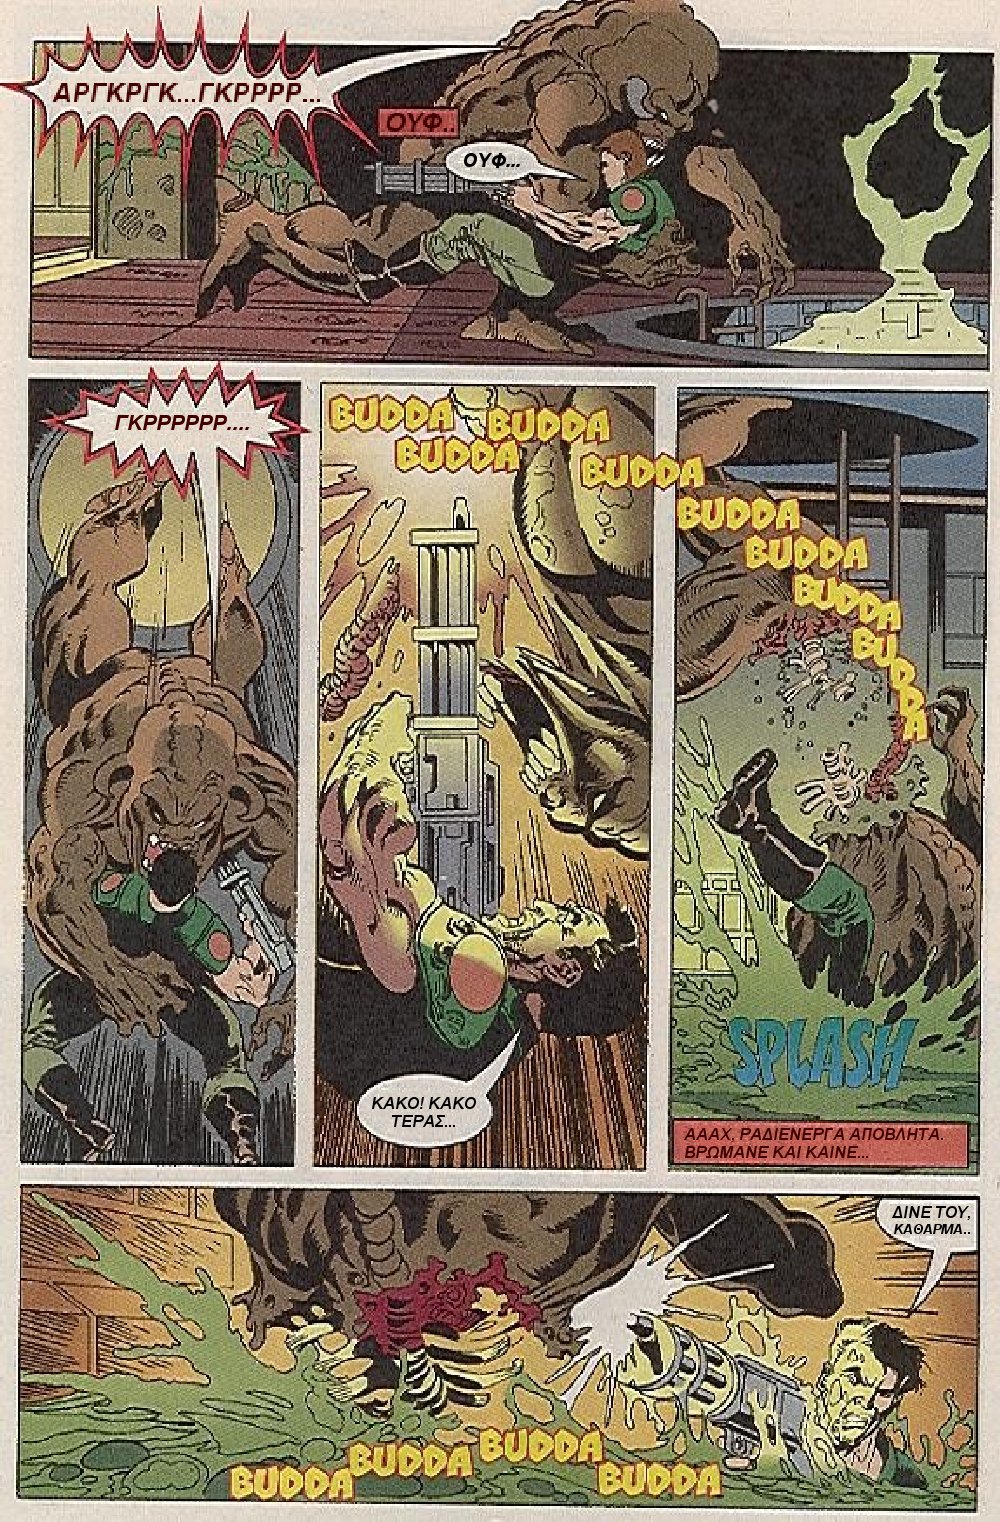 ΑΡΓΚΡΓΚ...ΓΚΡΡΡΡ...
ΟΥΦ..
ΟΥΦ...
ΓΚΡΡΡΡΡΡ....
BUDDA
BUDDA
BUDDA
BUDDA
BUDDA
BUDDA
BUDDA
BUDDA
ΚΑΚΟ! ΚΑΚΟ
ΤΕΡΑΣ...
SPLASH
ΑΑΑΧ, ΡΑΔΙΕΝΕΡΓΑ ΑΠΟΒΛΗΤΑ.
ΒΡΩΜΑΝΕ ΚΑΙ ΚΑΙΝΕ...
ΔΙΝΕ ΤΟΥ,
ΚΑΘΑΡΜΑ..
BUDDA
BUDDA
BUDDA
BUDDA